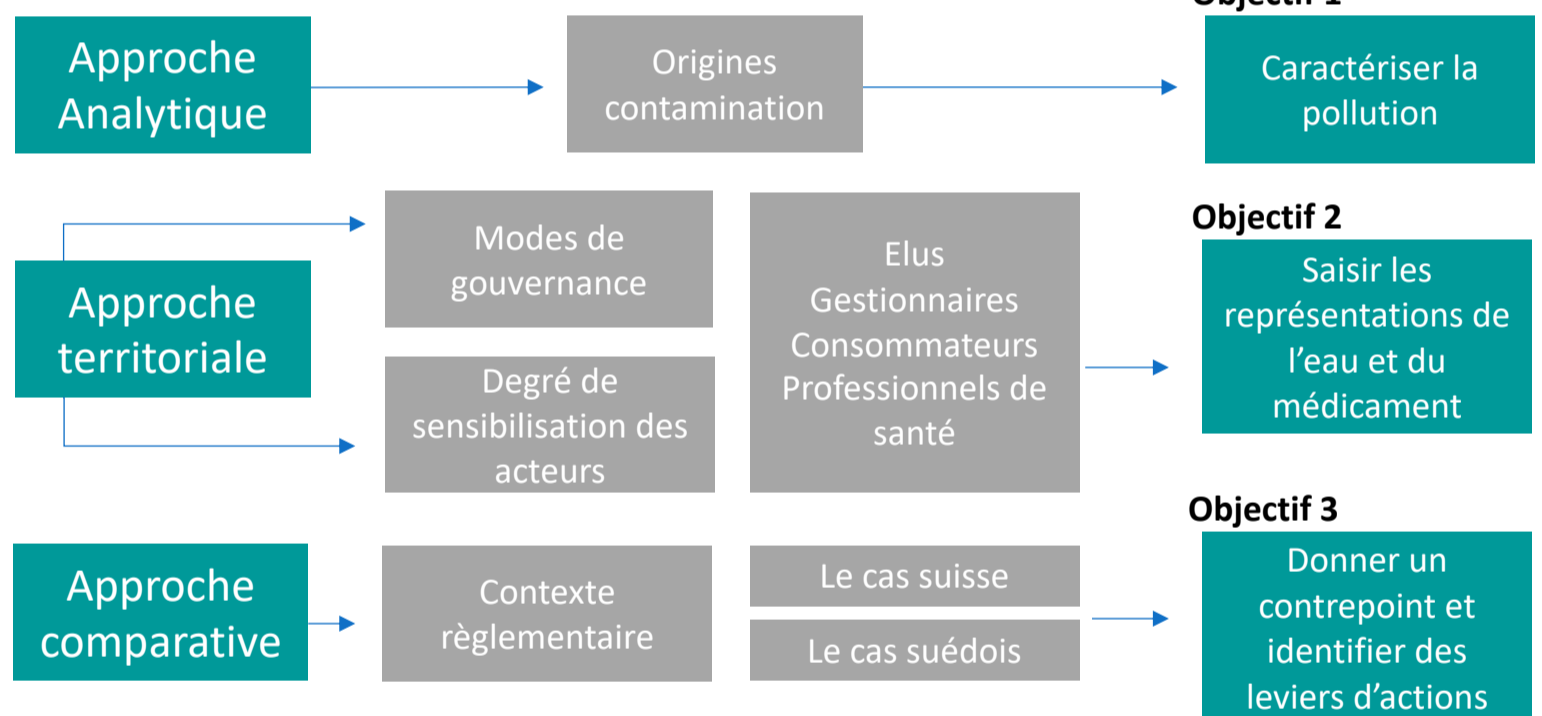 Objectif 1
Approche
Analytique
Origines
contamination
Caractériser la
pollution
Approche
territoriale
Modes de
gouvernance
Degré de
sensibilisation des
acteurs
Elus
Gestionnaires
Consommateurs
Professionnels de
santé
Objectif 2
Saisir les
représentations de
l'eau et du
médicament
Approche
comparative
Contexte
règlementaire
Le cas suisse
Le cas suédois
Objectif 3
Donner un
contrepoint et
identifier des
leviers d'actions